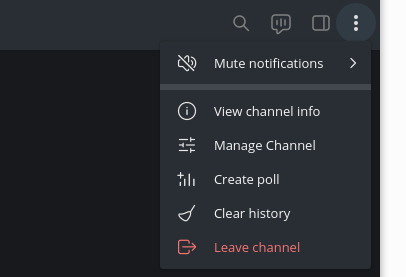 Mute notifications
View channel info
Manage Channel
Create poll
Clear history
Leave channel